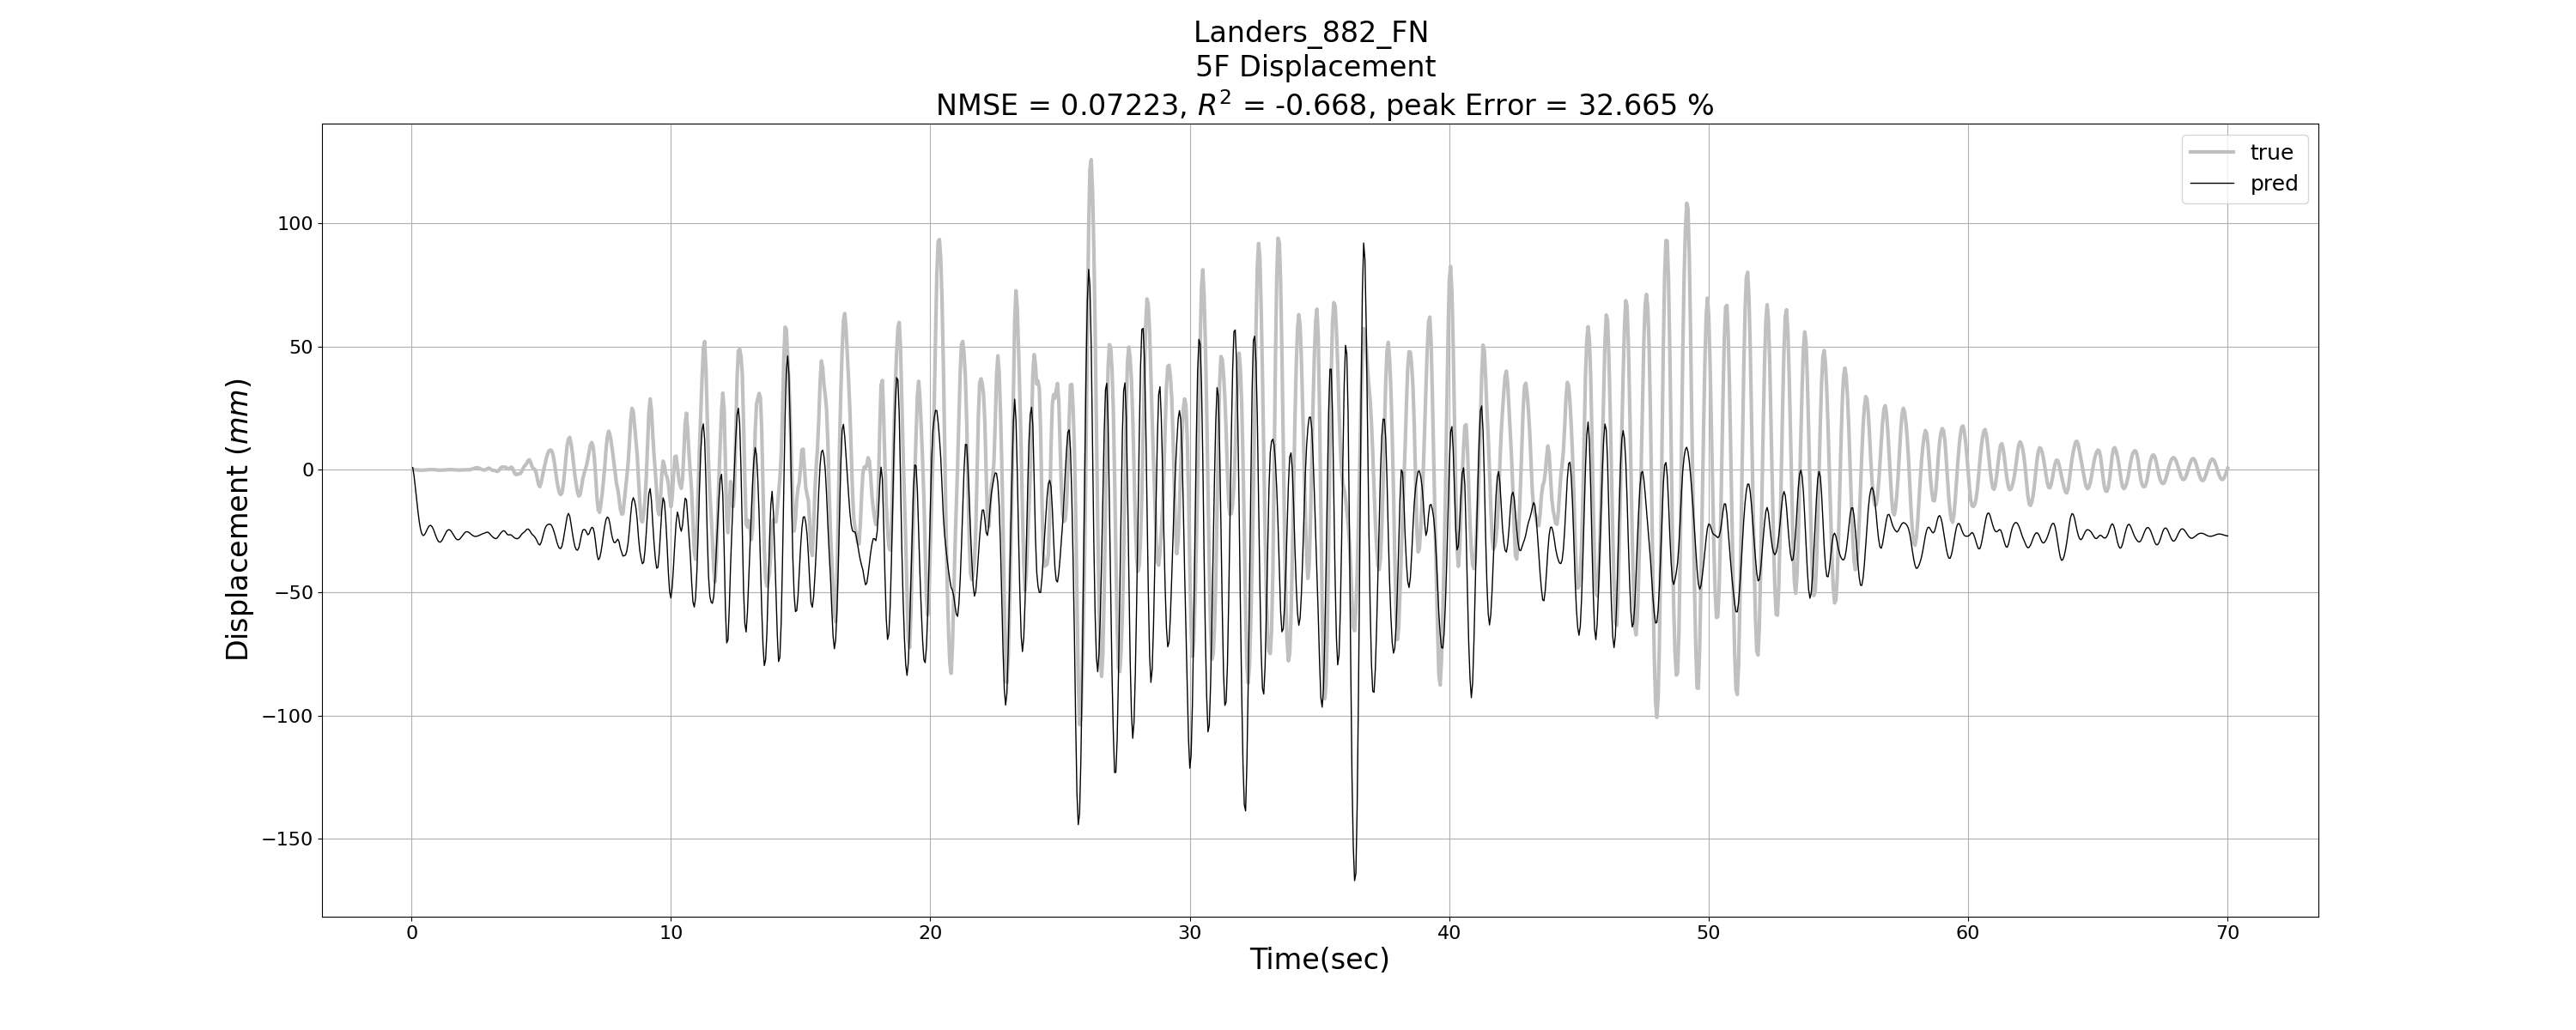 Landers_882_FN
5F Displacement
NMSE = 0.07223, R² = -0.668, peak Error = 32.665 %
true
pred
Displacement (mm)
100
50
0
−50
−100
−150
0 10 20 30 40 50 60 70
Time(sec)